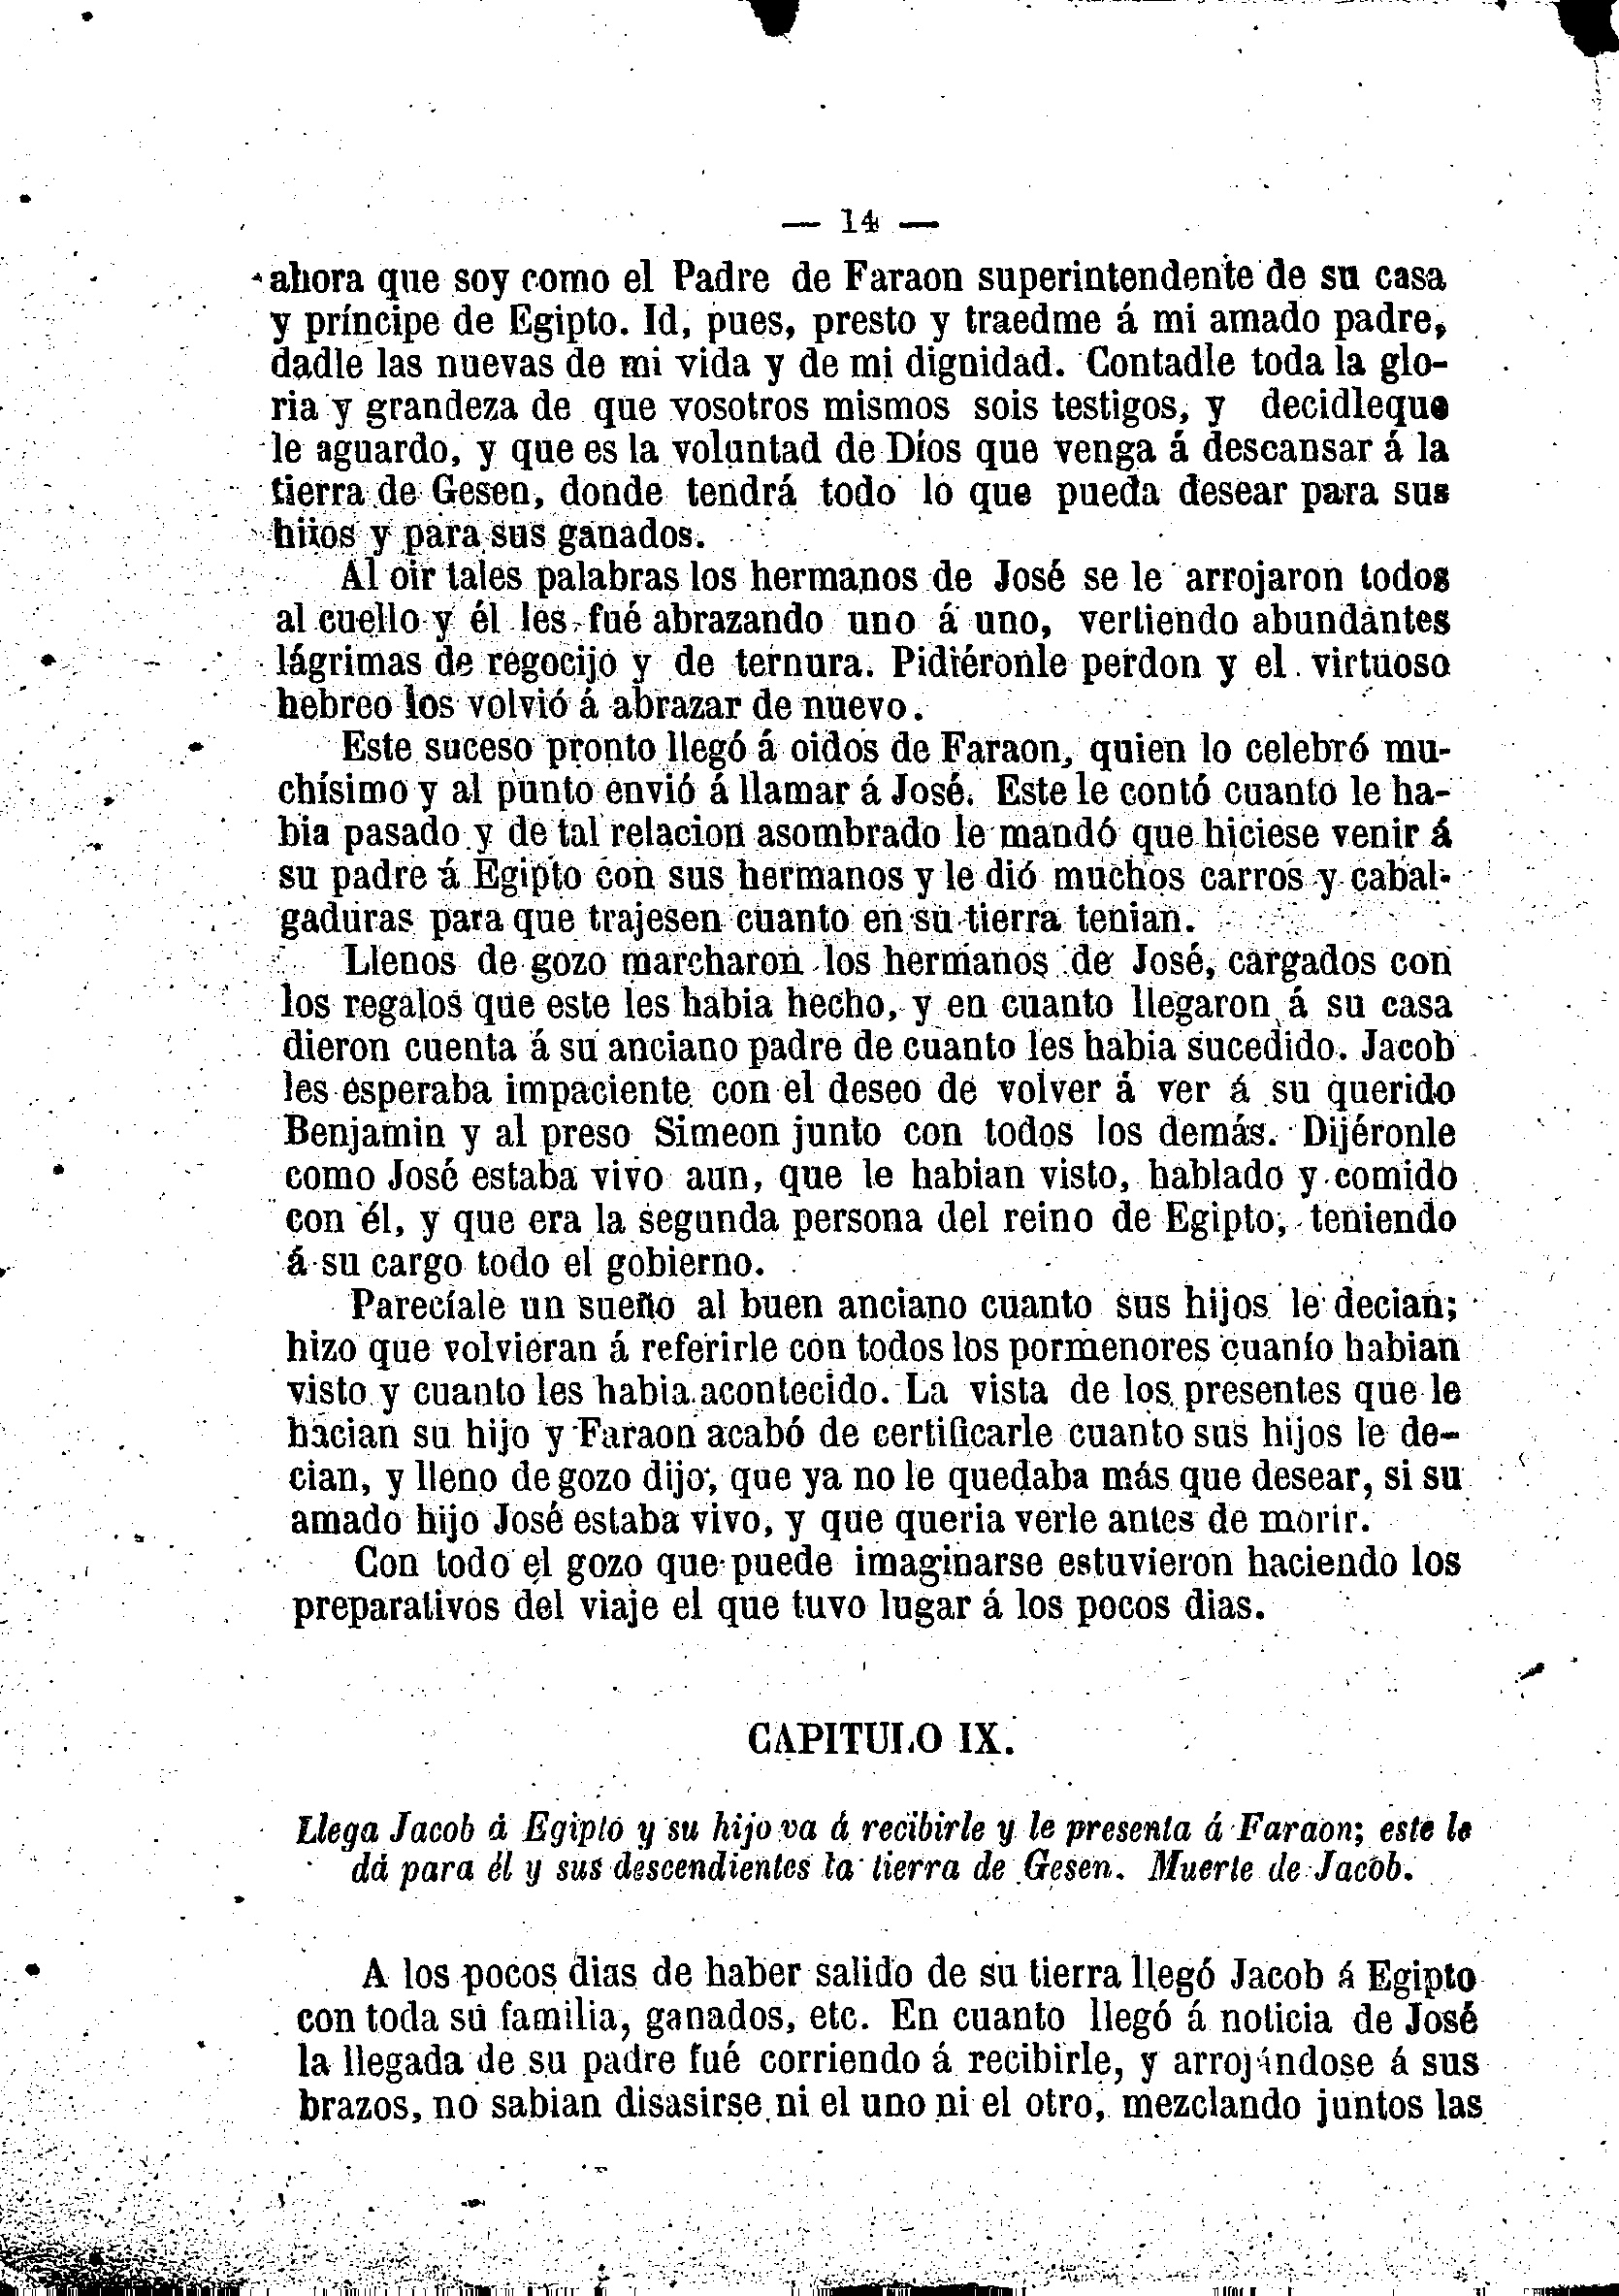 — 14 —
ahora que soy como el Padre de Faraon superintendente de su casa
y príncipe de Egipto. Id, pues, presto y traedme á mi amado padre,
dadle las nuevas de mi vida y de mi dignidad. Contadle toda la glo-
ria y grandeza de que vosotros mismos sois testigos, y decidleque
le aguardo, y que es la voluntad de Dios que venga á descansar á la
tierra de Gesen, donde tendrá todo lo que pueda desear para sus
hijos y para sus ganados.
Al oir tales palabras los hermanos de José se le arrojaron todos
al cuello y él les fué abrazando uno á uno, vertiendo abundantes
lágrimas de regocijo y de ternura. Pidiéronle perdon y el virtuoso
hebreo los volvió á abrazar de nuevo.
Este suceso pronto llegó á oidos de Faraon, quien lo celebró mu-
chísimo y al punto envió á llamar á José. Este le contó cuanto le ha-
bia pasado y de tal relacion asombrado le mandó que hiciese venir á
su padre á Egipto con sus hermanos y le dió muchos carros y cabal-
gaduras para que trajesen cuanto en su tierra tenian.
Llenos de gozo marcharon los hermanos de José, cargados con
los regalos que este les habia hecho, y en cuanto llegaron á su casa
dieron cuenta á su anciano padre de cuanto les habia sucedido. Jacob
les esperaba impaciente con el deseo de volver á ver á su querido
Benjamin y al preso Simeon junto con todos los demás. Dijéronle
como José estaba vivo aun, que le habian visto, hablado y comido
con él, y que era la segunda persona del reino de Egipto, teniendo
á su cargo todo el gobierno.
Parecíale un sueño al buen anciano cuanto sus hijos le decian;
hizo que volvieran á referirle con todos los pormenores cuanto habian
visto y cuanto les habia acontecido. La vista de los presentes que le
hacian su hijo y Faraon acabó de certificarle cuanto sus hijos le de-
cian, y lleno de gozo dijo, que ya no le quedaba más que desear, si su
amado hijo José estaba vivo, y que queria verle antes de morir.
Con todo el gozo que puede imaginarse estuvieron haciendo los
preparativos del viaje el que tuvo lugar á los pocos dias.
CAPITULO IX.
Llega Jacob á Egipto y su hijo va á recibirle y le presenta á Faraon; este le
dá para él y sus descendientes la tierra de Gesen. Muerte de Jacob.
A los pocos dias de haber salido de su tierra llegó Jacob á Egipto
con toda su familia, ganados, etc. En cuanto llegó á noticia de José
la llegada de su padre fué corriendo á recibirle, y arrojándose á sus
brazos, no sabian disasirse ni el uno ni el otro, mezclando juntos las